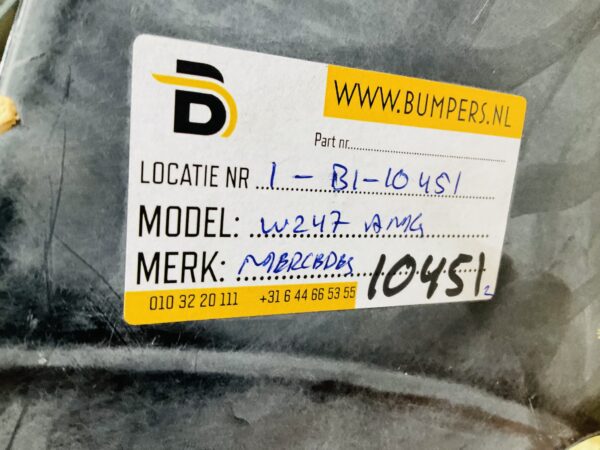 B
WWW.BUMPERS.NL
Part nr.
LOCATIE NR 1 - B1-10451
MODEL: W247 AMG
MERK: MERCEDES
10451
2
010 32 20 111 +31 6 44 66 53 55